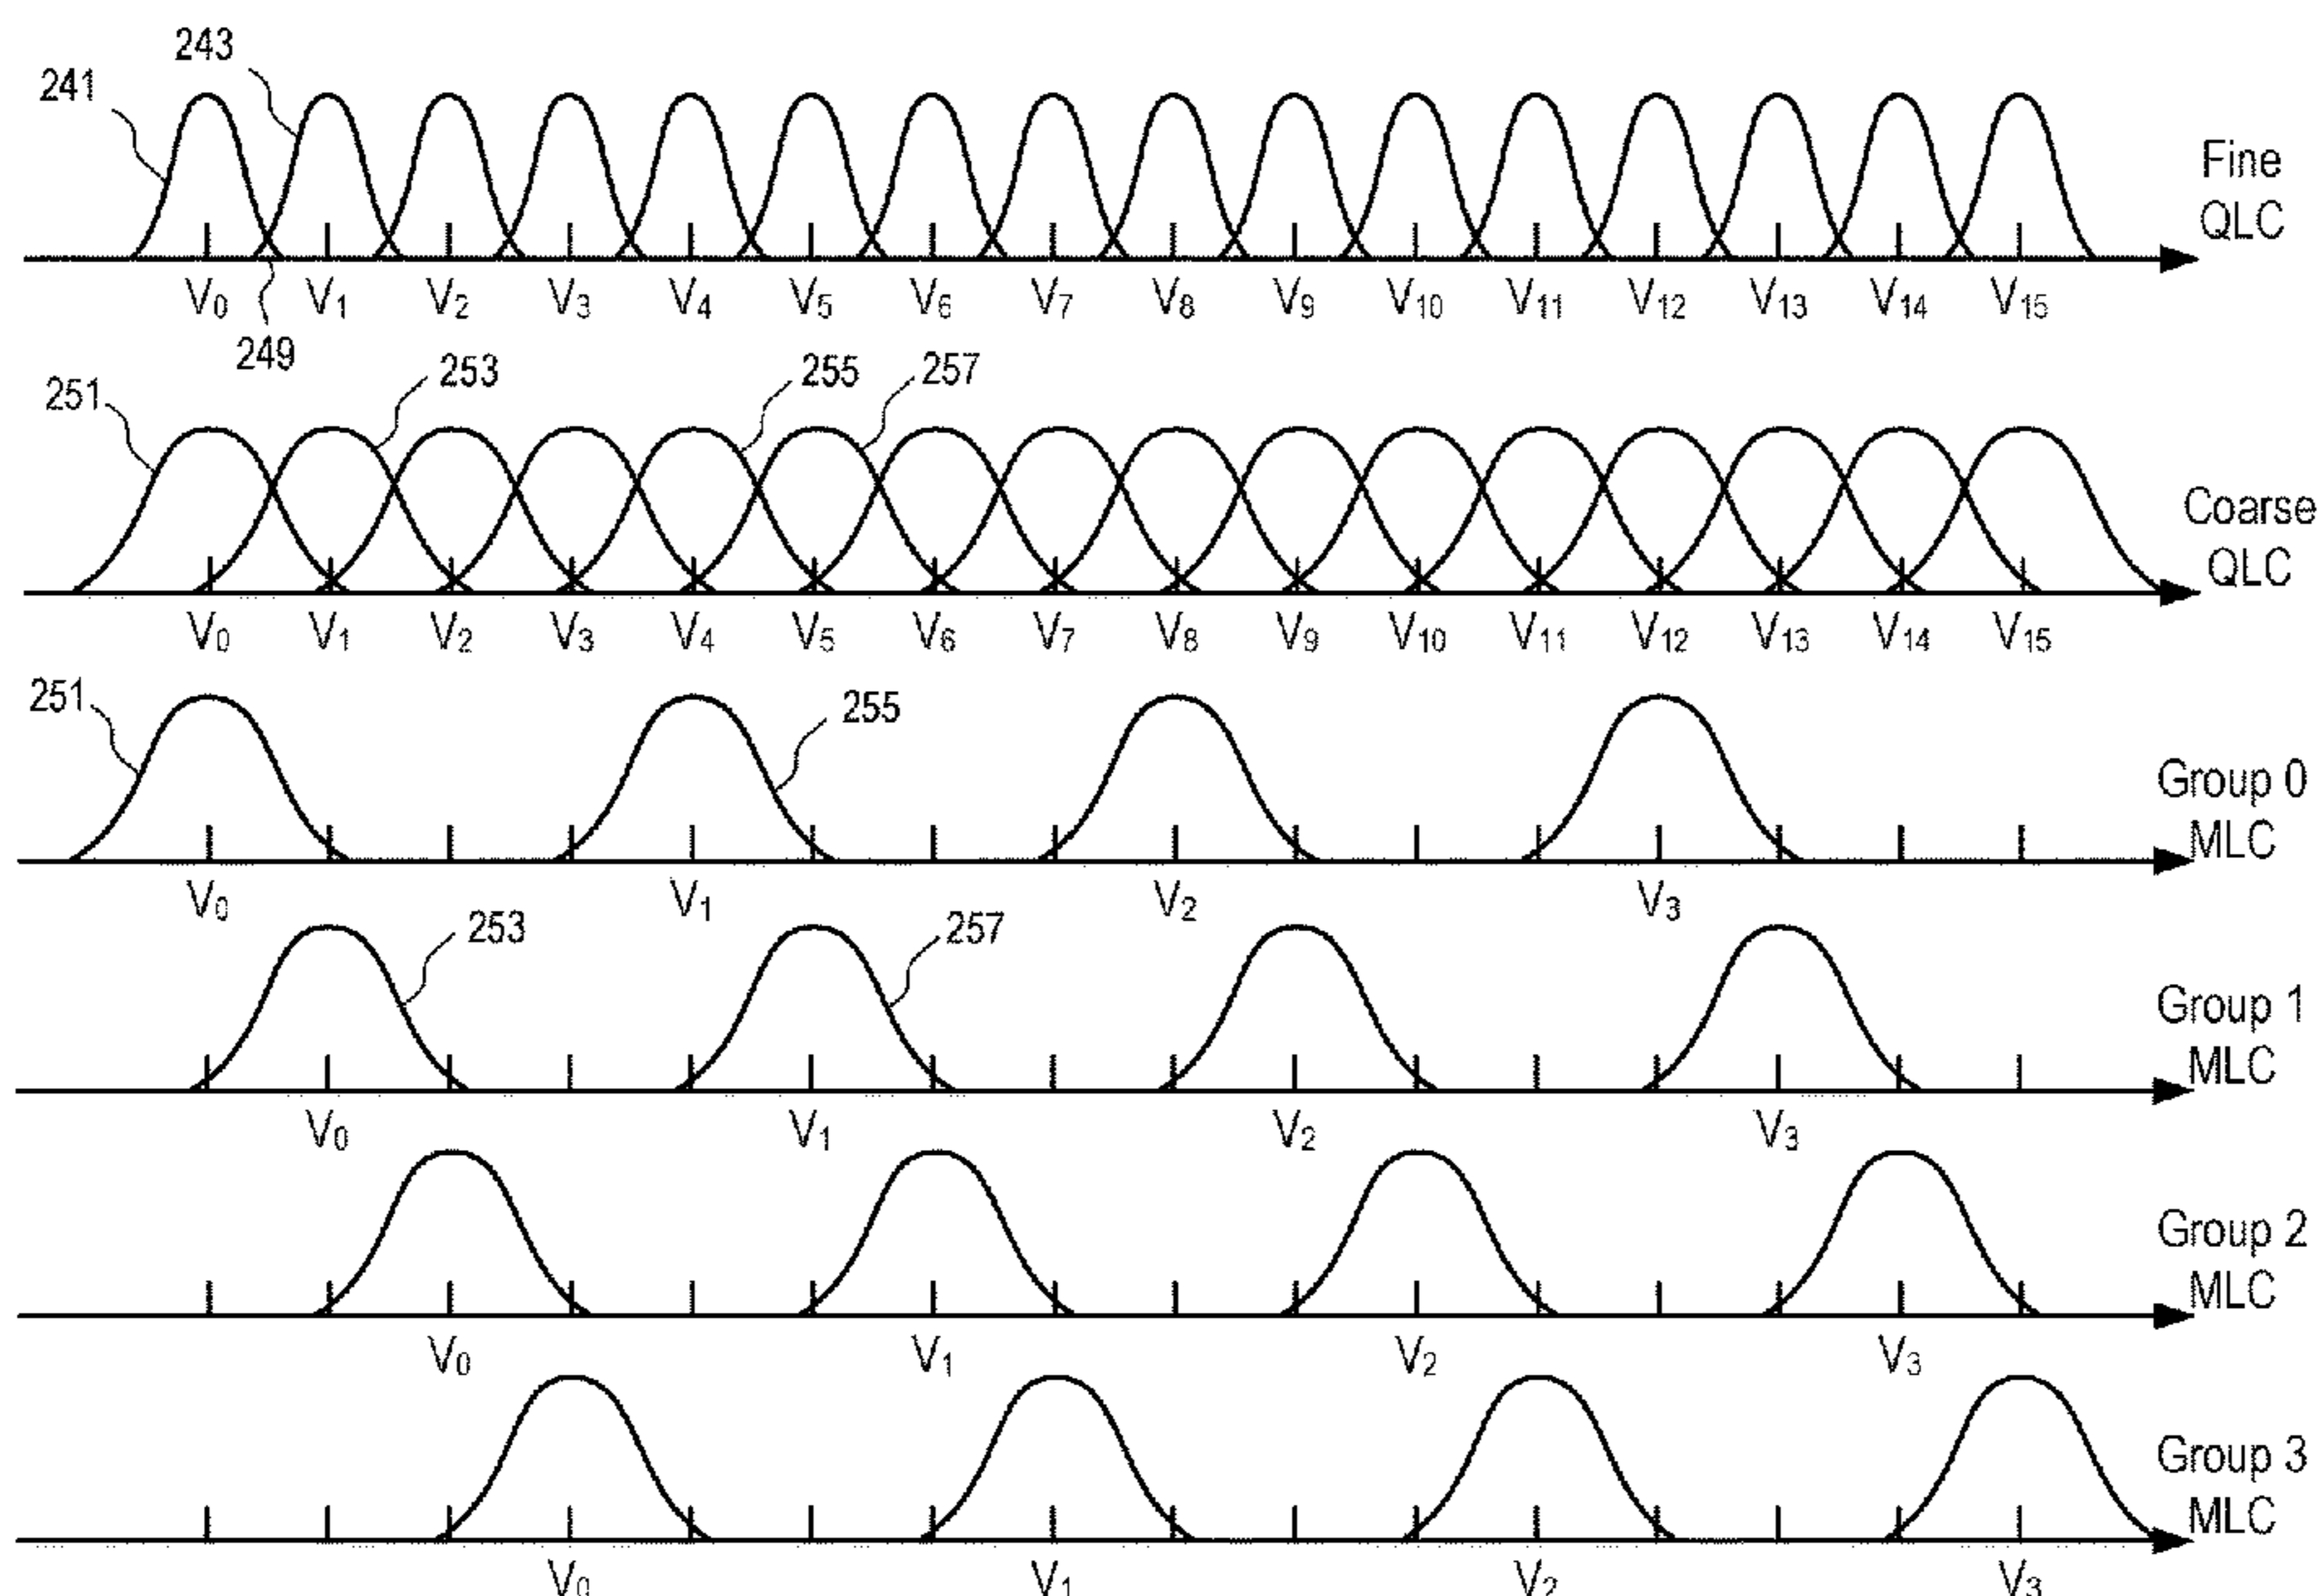 243
241
Fine
QLC
V0 V1 V2 V3 V4 V5 V6 V7 V8 V9 V10 V11 V12 V13 V14 V15
249
251 253 255 257
Coarse
QLC
V0 V1 V2 V3 V4 V5 V6 V7 V8 V9 V10 V11 V12 V13 V14 V15
251 255
Group 0
MLC
V0 V1 V2 V3
253 257
Group 1
MLC
V0 V1 V2 V3
Group 2
MLC
V0 V1 V2 V3
Group 3
MLC
V0 V1 V2 V3